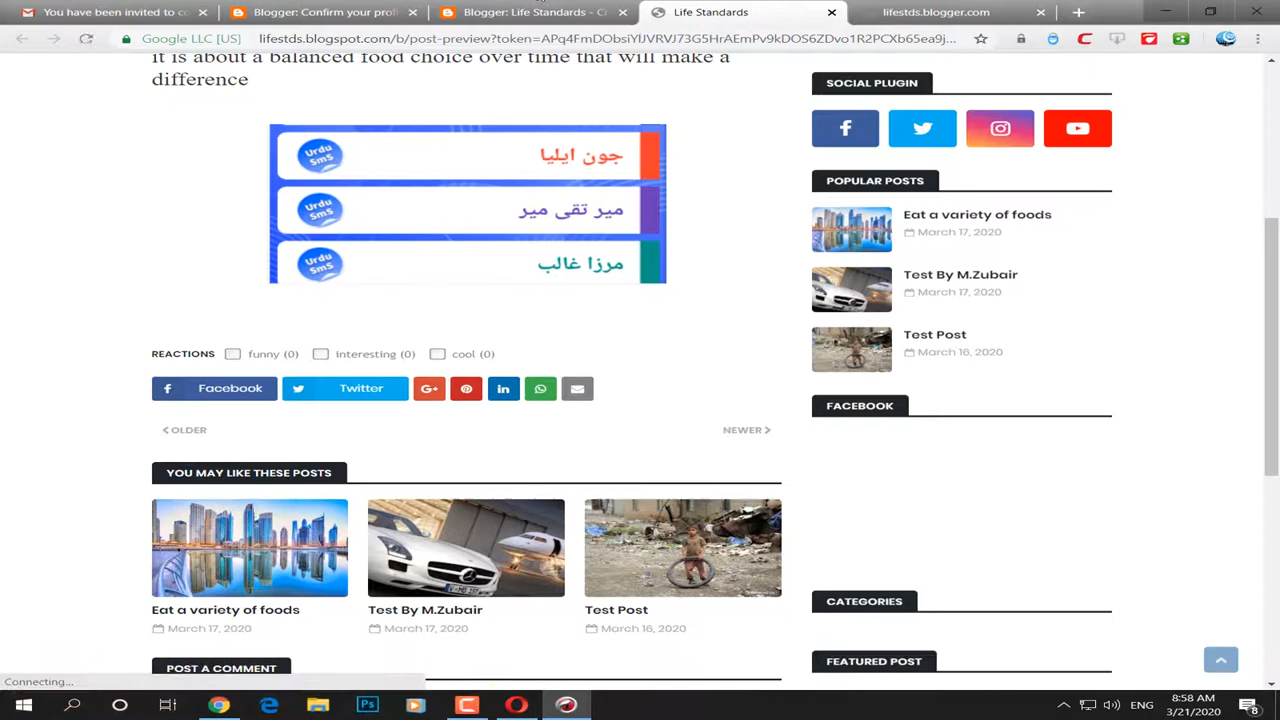 You have been invited to c
Blogger: Confirm your prof
Blogger: Life Standards - C
Life Standards
lifestds.blogger.com
Google LLC [US]
lifestds.blogspot.com/b/post-preview?token=APq4FmDObsiYlJVRVJ73G5HrAEmPv9kDOS6ZDvo1R2PCXb65ea9j...
it is about a balanced food choice over time that will make a
difference
Urdu SmS جون ایلیا
Urdu SmS میر تقی میر
Urdu SmS مرزا غالب
REACTIONS funny (0) Interesting (0) cool (0)
Facebook Twitter
OLDER NEWER
YOU MAY LIKE THESE POSTS
Eat a variety of foods
March 17, 2020
Test By M.Zubair
March 17, 2020
Test Post
March 16, 2020
POST A COMMENT
SOCIAL PLUGIN
POPULAR POSTS
Eat a variety of foods
March 17, 2020
Test By M.Zubair
March 17, 2020
Test Post
March 16, 2020
FACEBOOK
CATEGORIES
FEATURED POST
Connecting...
ENG
8:58 AM
3/21/2020
8